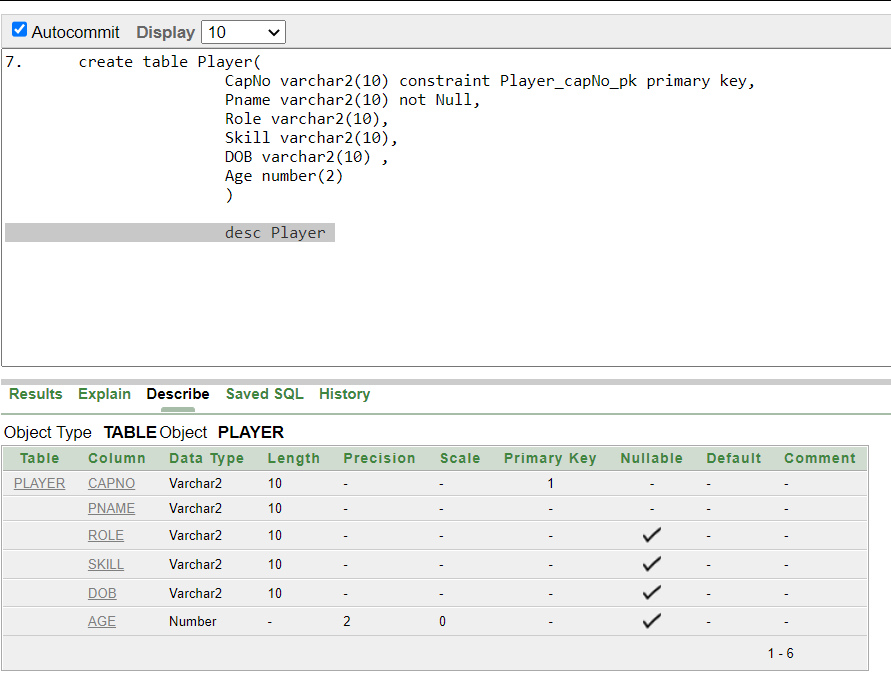 Autocommit Display 10
7. create table Player(
CapNo varchar2(10) constraint Player_capNo_pk primary key,
Pname varchar2(10) not Null,
Role varchar2(10),
Skill varchar2(10),
DOB varchar2(10) ,
Age number(2)
)
desc Player
Results Explain Describe Saved SQL History
Object Type TABLE Object PLAYER
Table Column Data Type Length Precision Scale Primary Key Nullable Default Comment
PLAYER CAPNO Varchar2 10 - - 1 - - -
PNAME Varchar2 10 - - - - - -
ROLE Varchar2 10 - - - ✓ - -
SKILL Varchar2 10 - - - ✓ - -
DOB Varchar2 10 - - - ✓ - -
AGE Number - 2 0 - ✓ - -
1 - 6